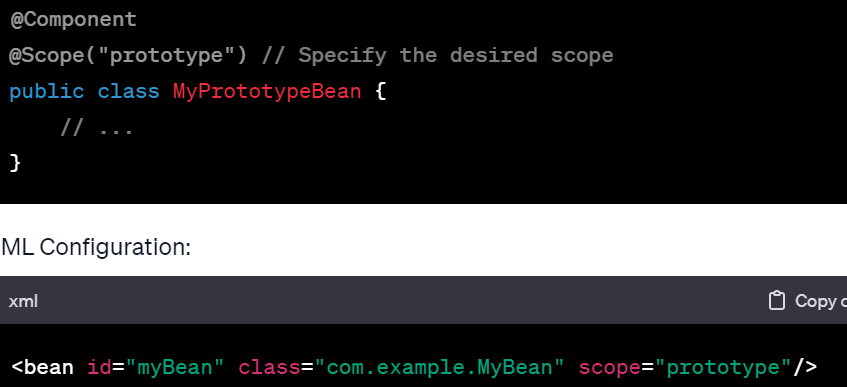 @Component
@Scope("prototype") // Specify the desired scope
public class MyPrototypeBean {
// ...
}
ML Configuration:
xml
Copy c
<bean id="myBean" class="com.example.MyBean" scope="prototype"/>